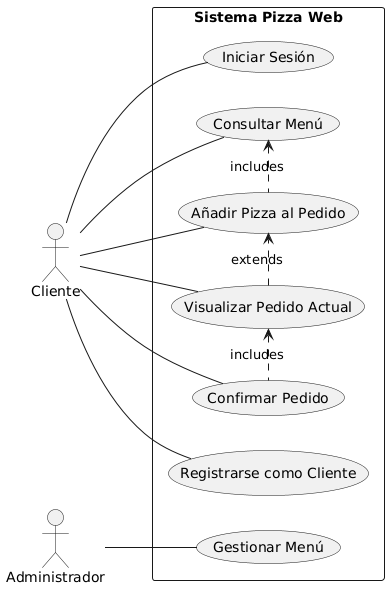 Sistema Pizza Web
Iniciar Sesión
Consultar Menú
includes
Añadir Pizza al Pedido
extends
Cliente
Visualizar Pedido Actual
includes
Confirmar Pedido
Registrarse como Cliente
Gestionar Menú
Administrador